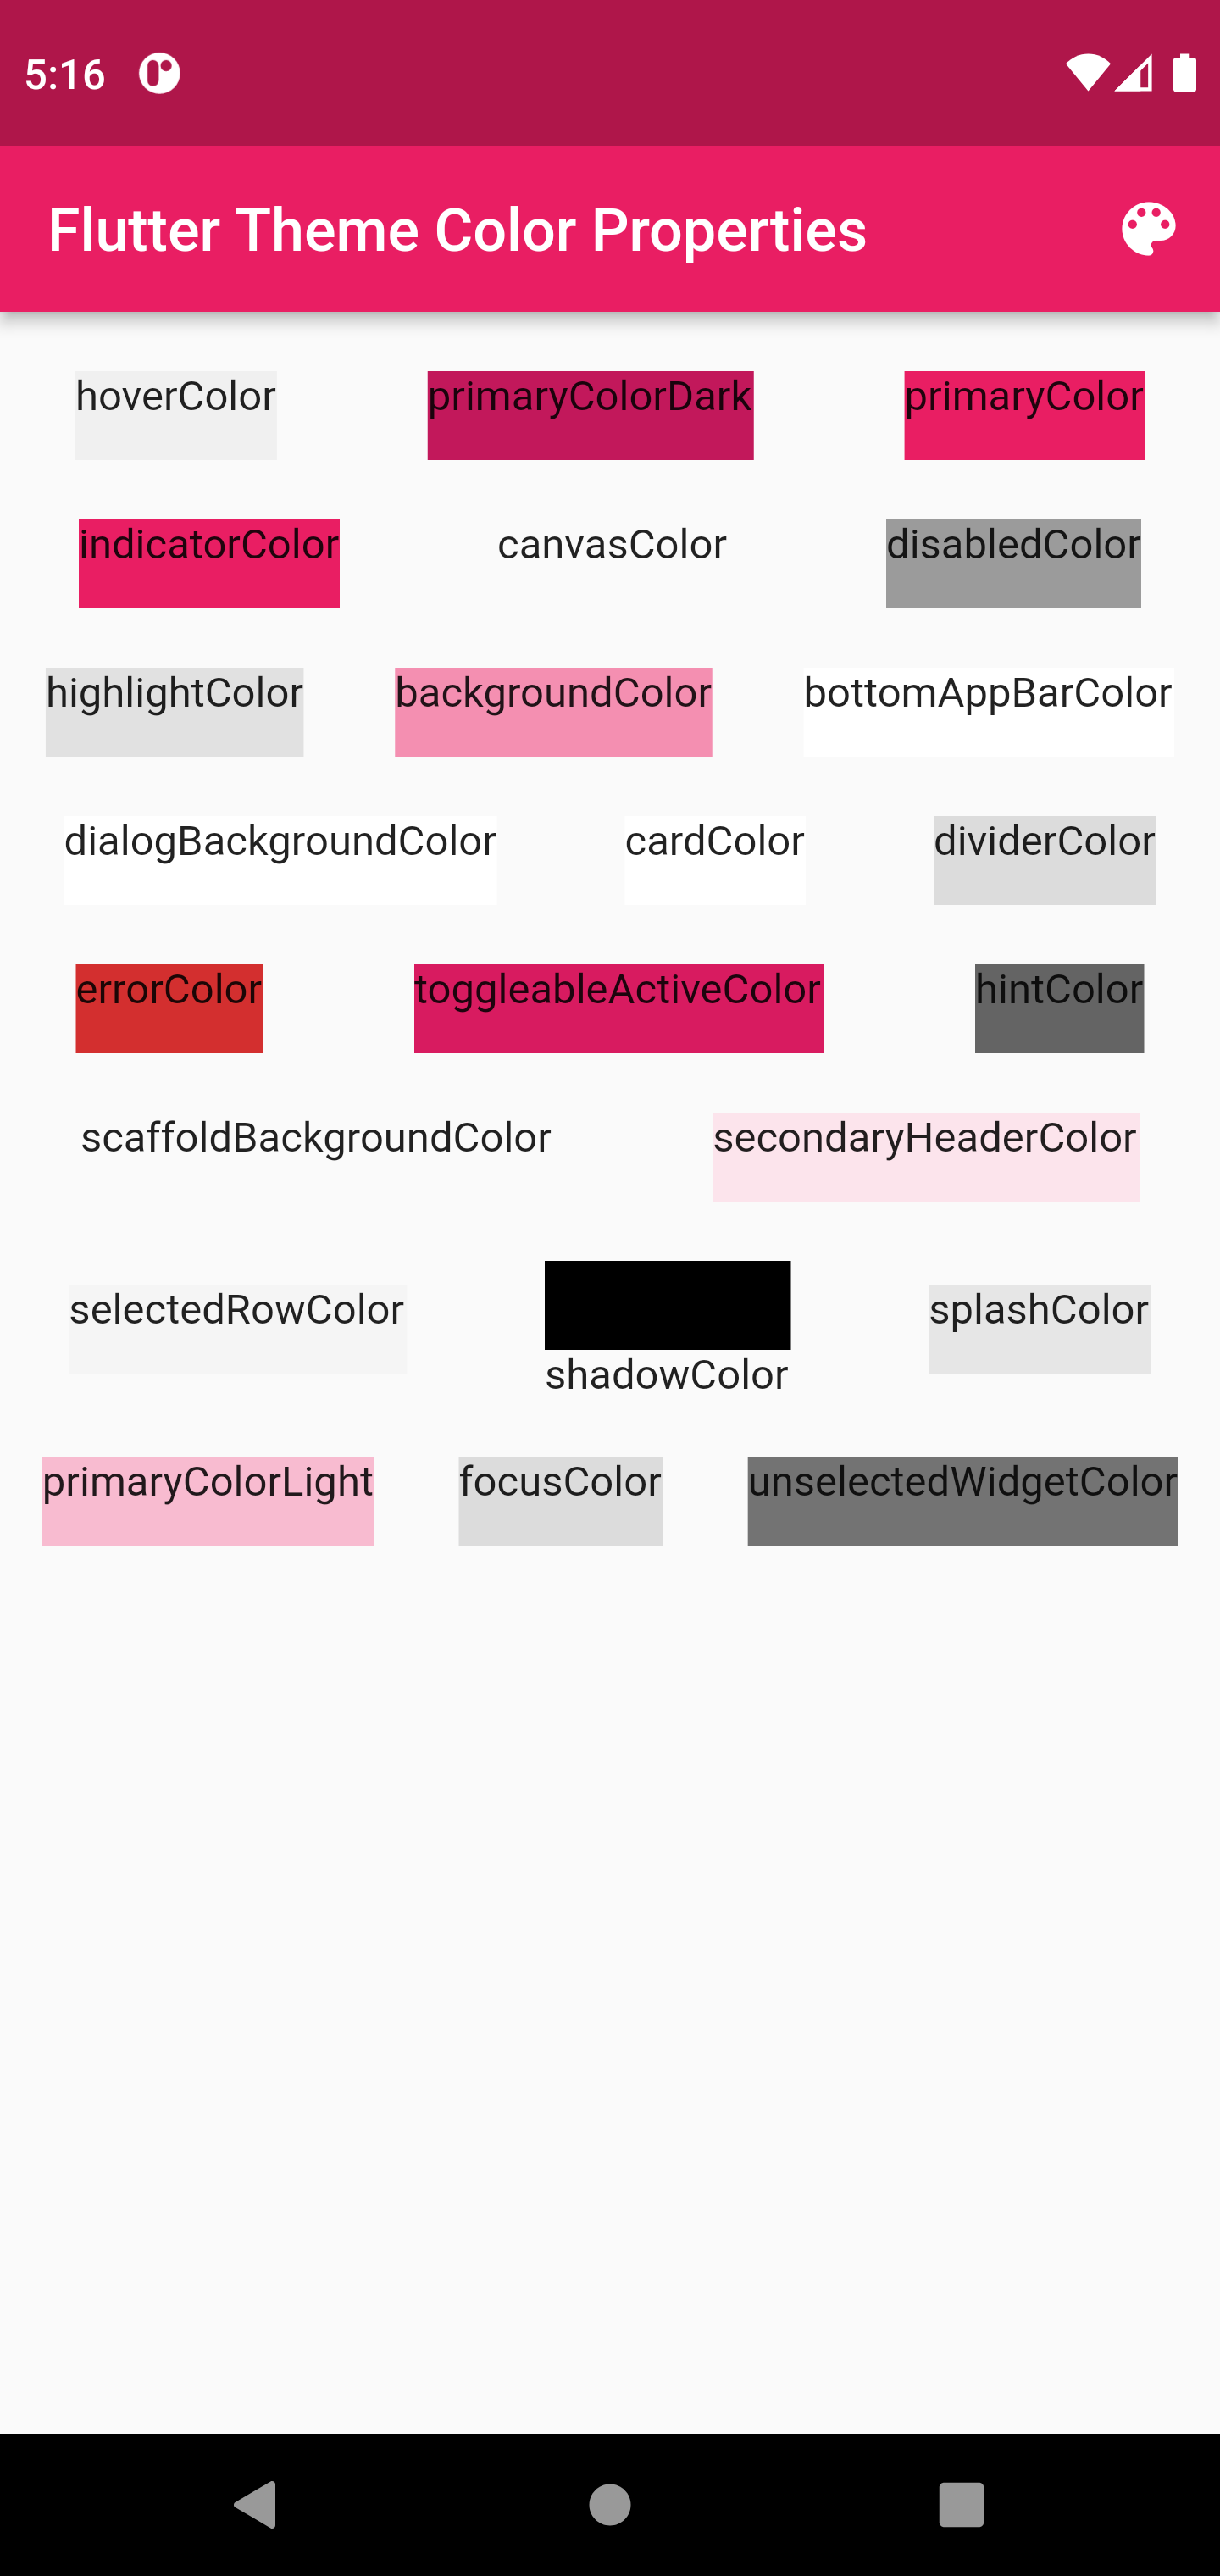 5:16
Flutter Theme Color Properties
hoverColor primaryColorDark primaryColor
indicatorColor canvasColor disabledColor
highlightColor backgroundColor bottomAppBarColor
dialogBackgroundColor cardColor dividerColor
errorColor toggleableActiveColor hintColor
scaffoldBackgroundColor secondaryHeaderColor
selectedRowColor shadowColor splashColor
primaryColorLight focusColor unselectedWidgetColor